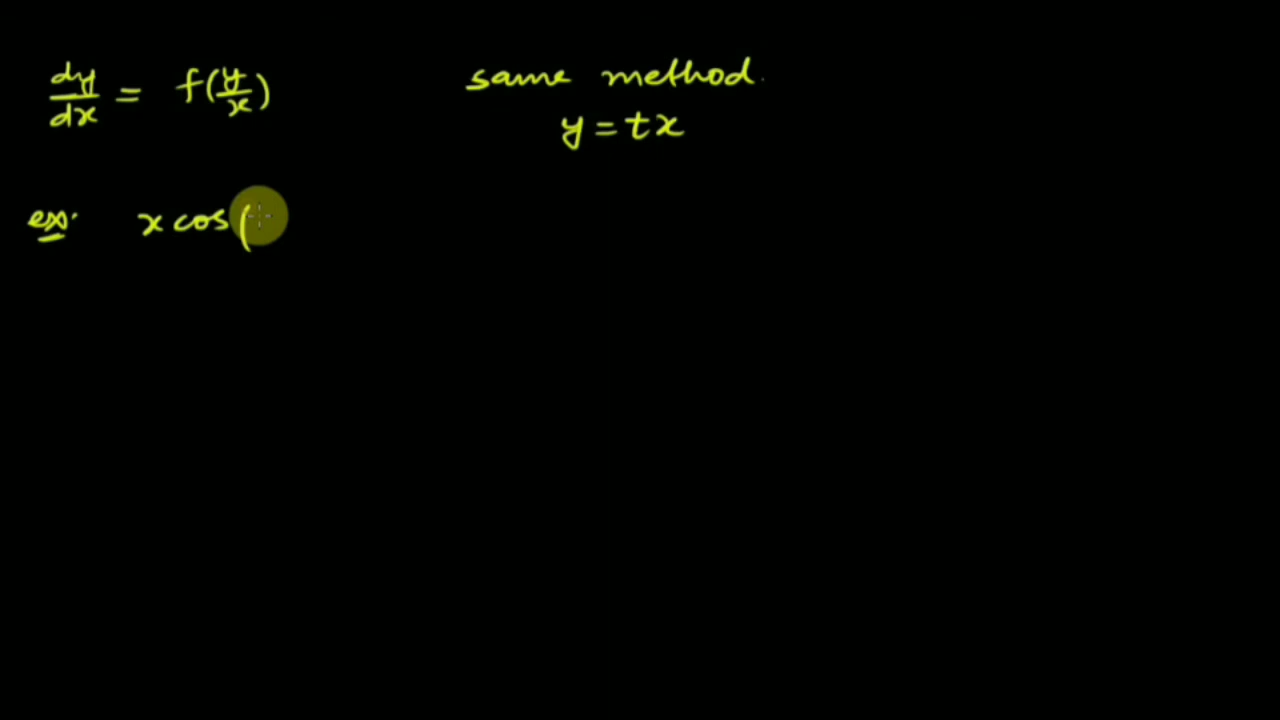 dy/dx = f(y/x) same method.
y = tx
ex: x cos(